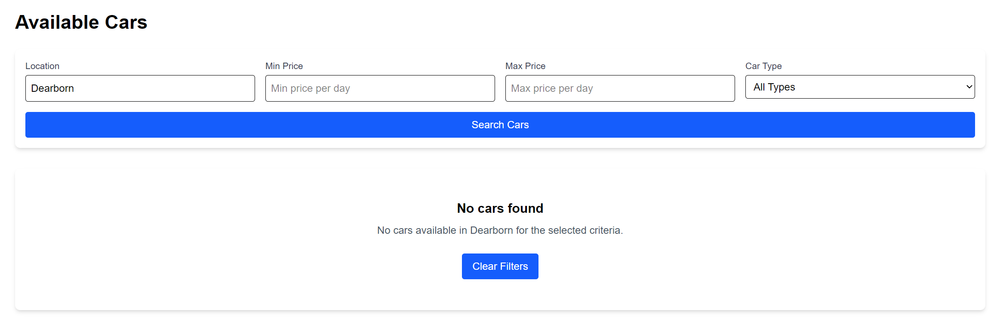 Available Cars
Location
Min Price
Max Price
Car Type
Dearborn
Min price per day
Max price per day
All Types
Search Cars
No cars found
No cars available in Dearborn for the selected criteria.
Clear Filters